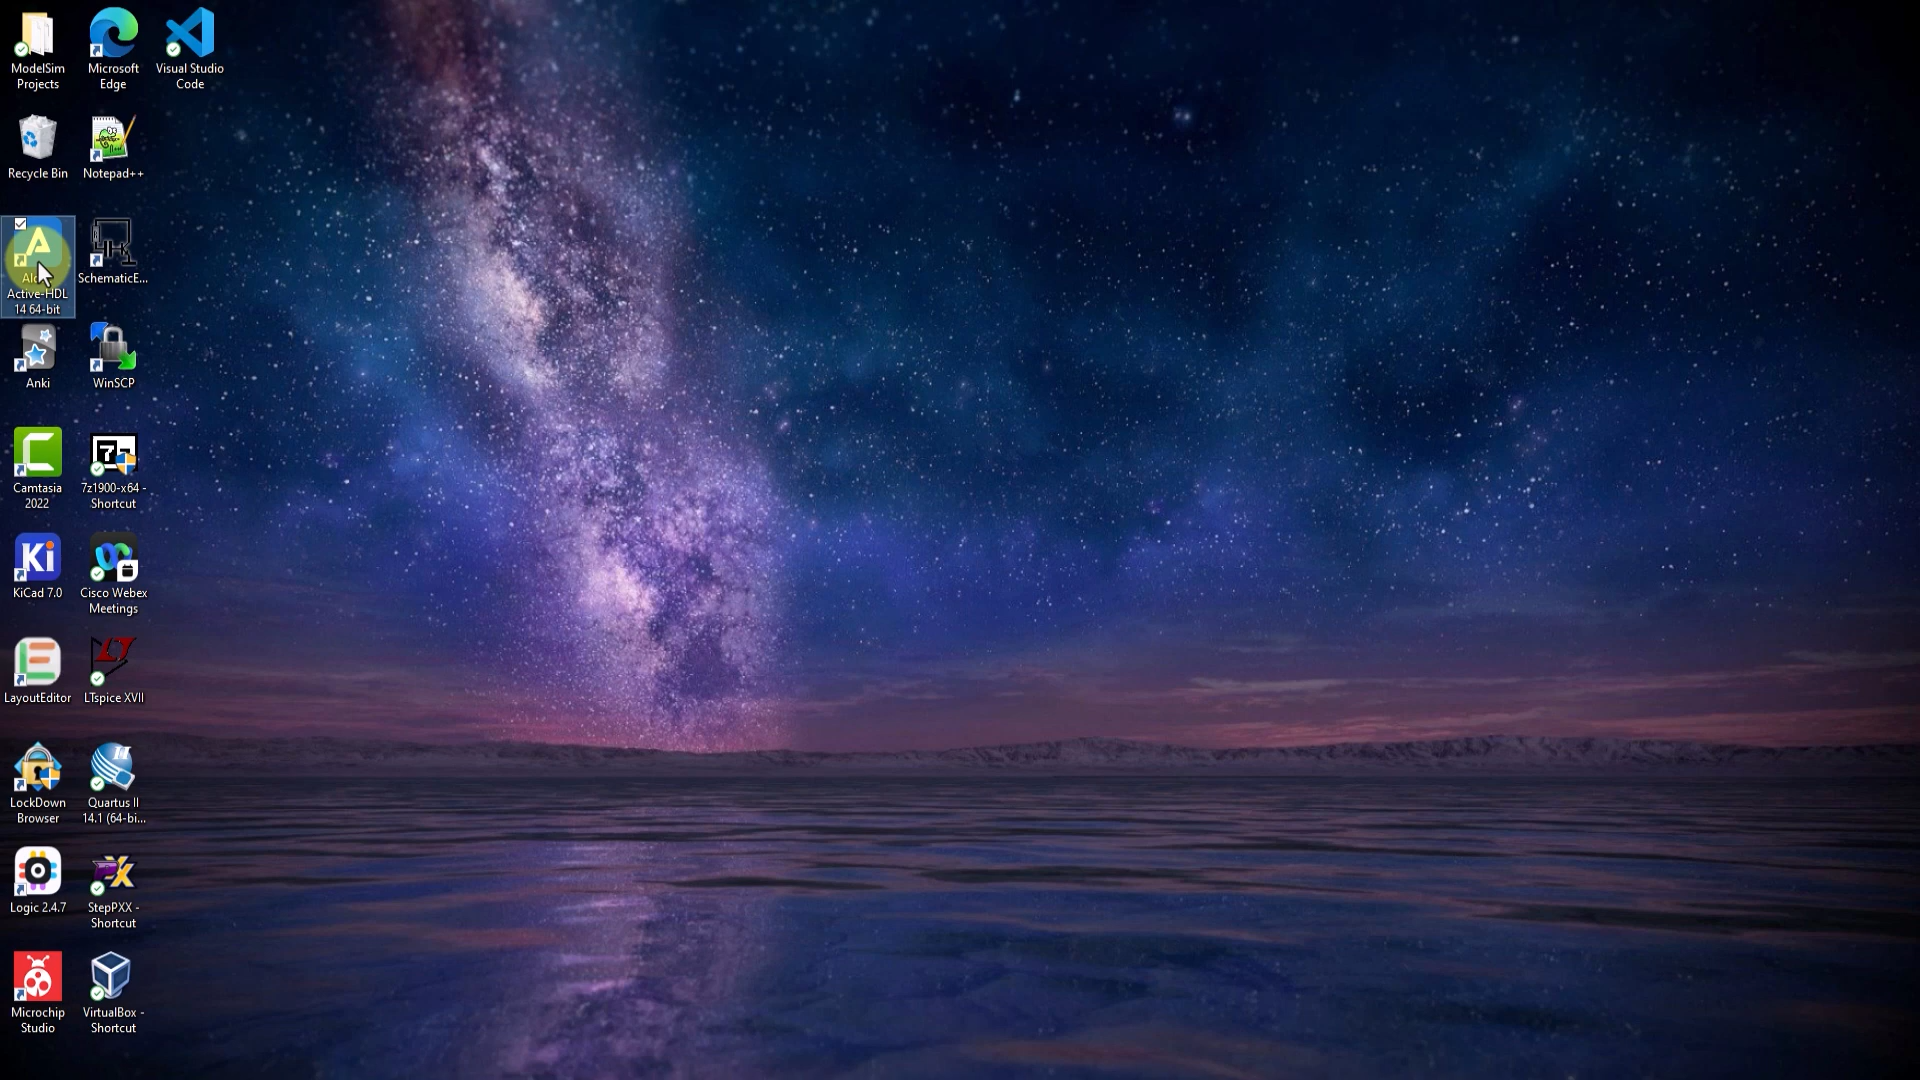 ModelSim
Projects
Microsoft
Edge
Visual Studio
Code
Recycle Bin
Notepad++
Active-HDL
14 64-bit
SchematicE...
Anki
WinSCP
Camtasia
2022
7z1900-x64 -
Shortcut
Ki
KiCad 7.0
Cisco Webex
Meetings
LayoutEditor
LTspice XVII
LockDown
Browser
Quartus II
14.1 (64-bi...
Logic 2.4.7
StepPXX -
Shortcut
Microchip
Studio
VirtualBox -
Shortcut